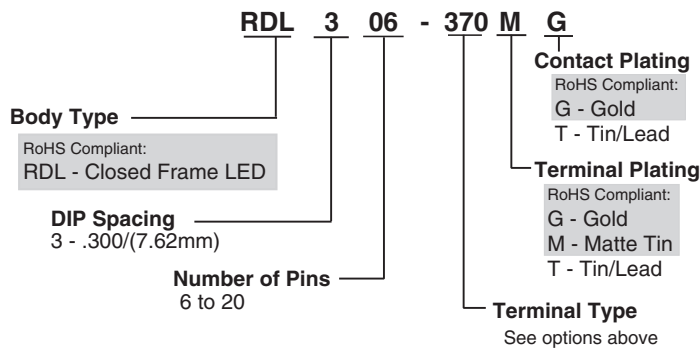 RDL 3 06 - 370 M G
Contact Plating
RoHS Compliant:
G - Gold
T - Tin/Lead
Body Type
RoHS Compliant:
RDL - Closed Frame LED
Terminal Plating
RoHS Compliant:
G - Gold
M - Matte Tin
T - Tin/Lead
DIP Spacing
3 - .300/(7.62mm)
Number of Pins
6 to 20
Terminal Type
See options above